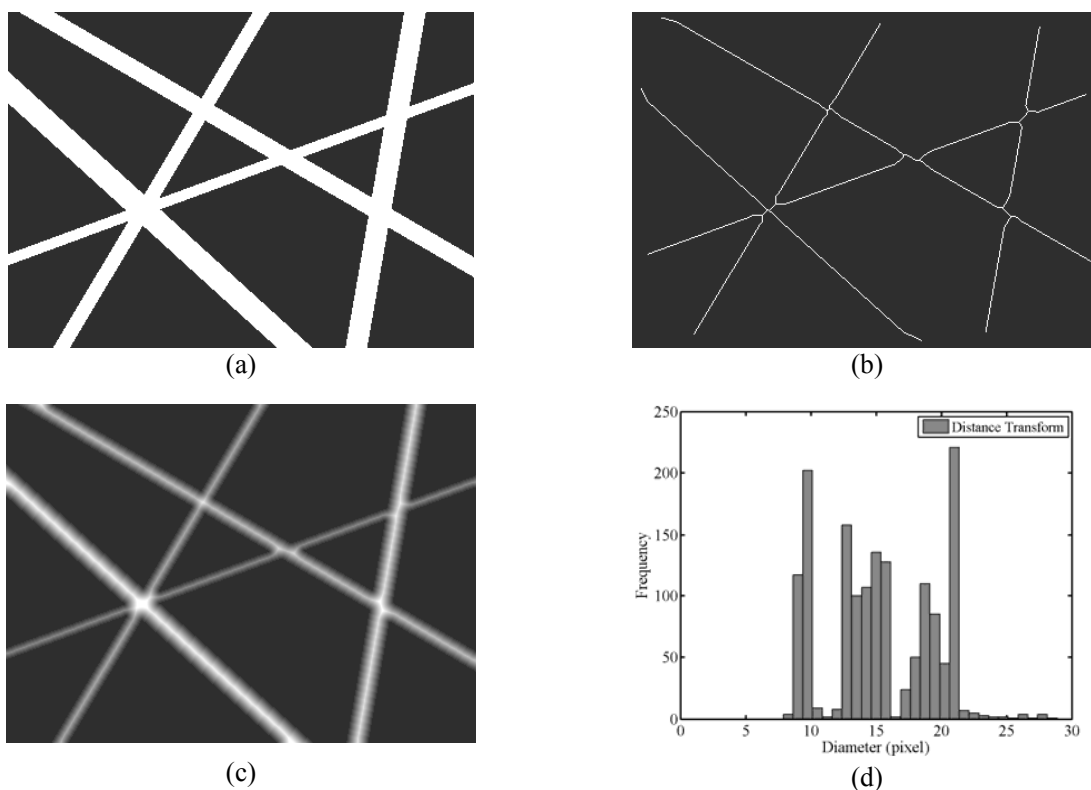 (a)
(b)
(c)
250
200
150
100
50
0
Frequency
Distance Transform
0 5 10 15 20 25 30
Diameter (pixel)
(d)